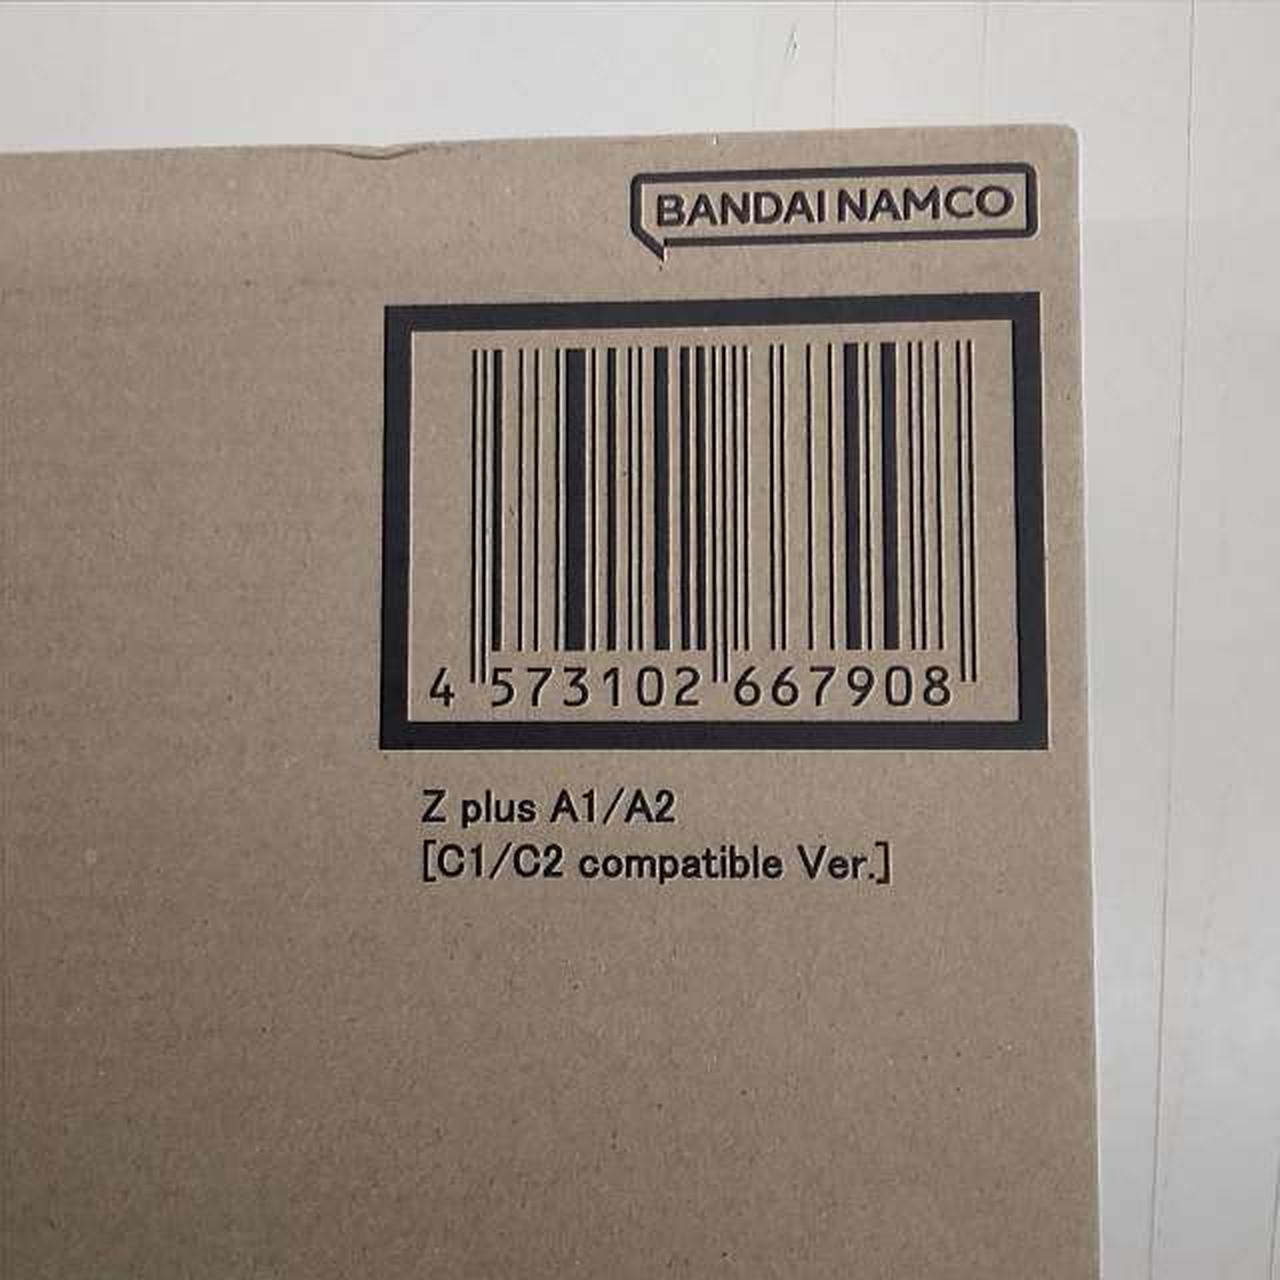 BANDAI NAMCO
4 573102 667908
Z plus A1/A2
[C1/C2 compatible Ver.]